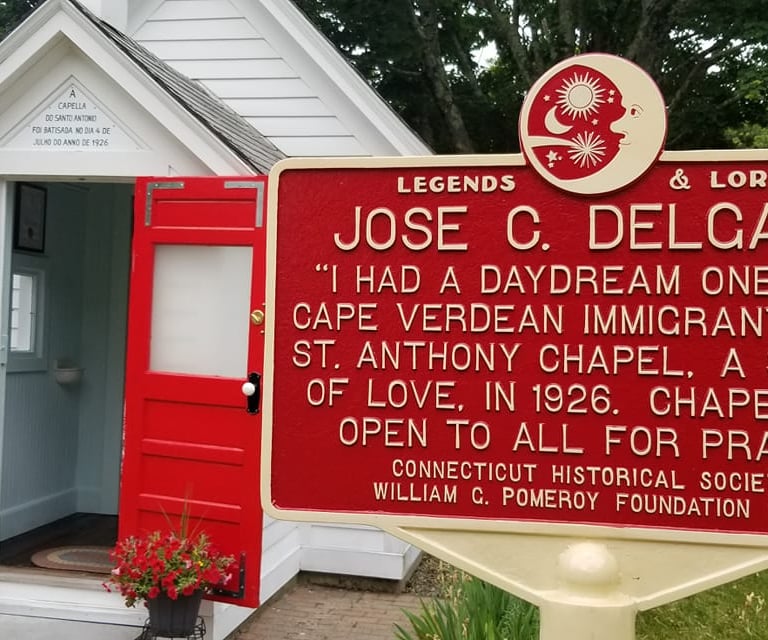 A
CAPELLA
DO SANTO ANTONIO
FOI BATISADA NO DIA 4 DE
JULHO DO ANNO DE 1926
LEGENDS & LOR
JOSE C. DELGA
"I HAD A DAYDREAM ONE
CAPE VERDEAN IMMIGRANT
ST. ANTHONY CHAPEL, A
OF LOVE, IN 1926. CHAPE
OPEN TO ALL FOR PRA
CONNECTICUT HISTORICAL SOCIET
WILLIAM G. POMEROY FOUNDATION